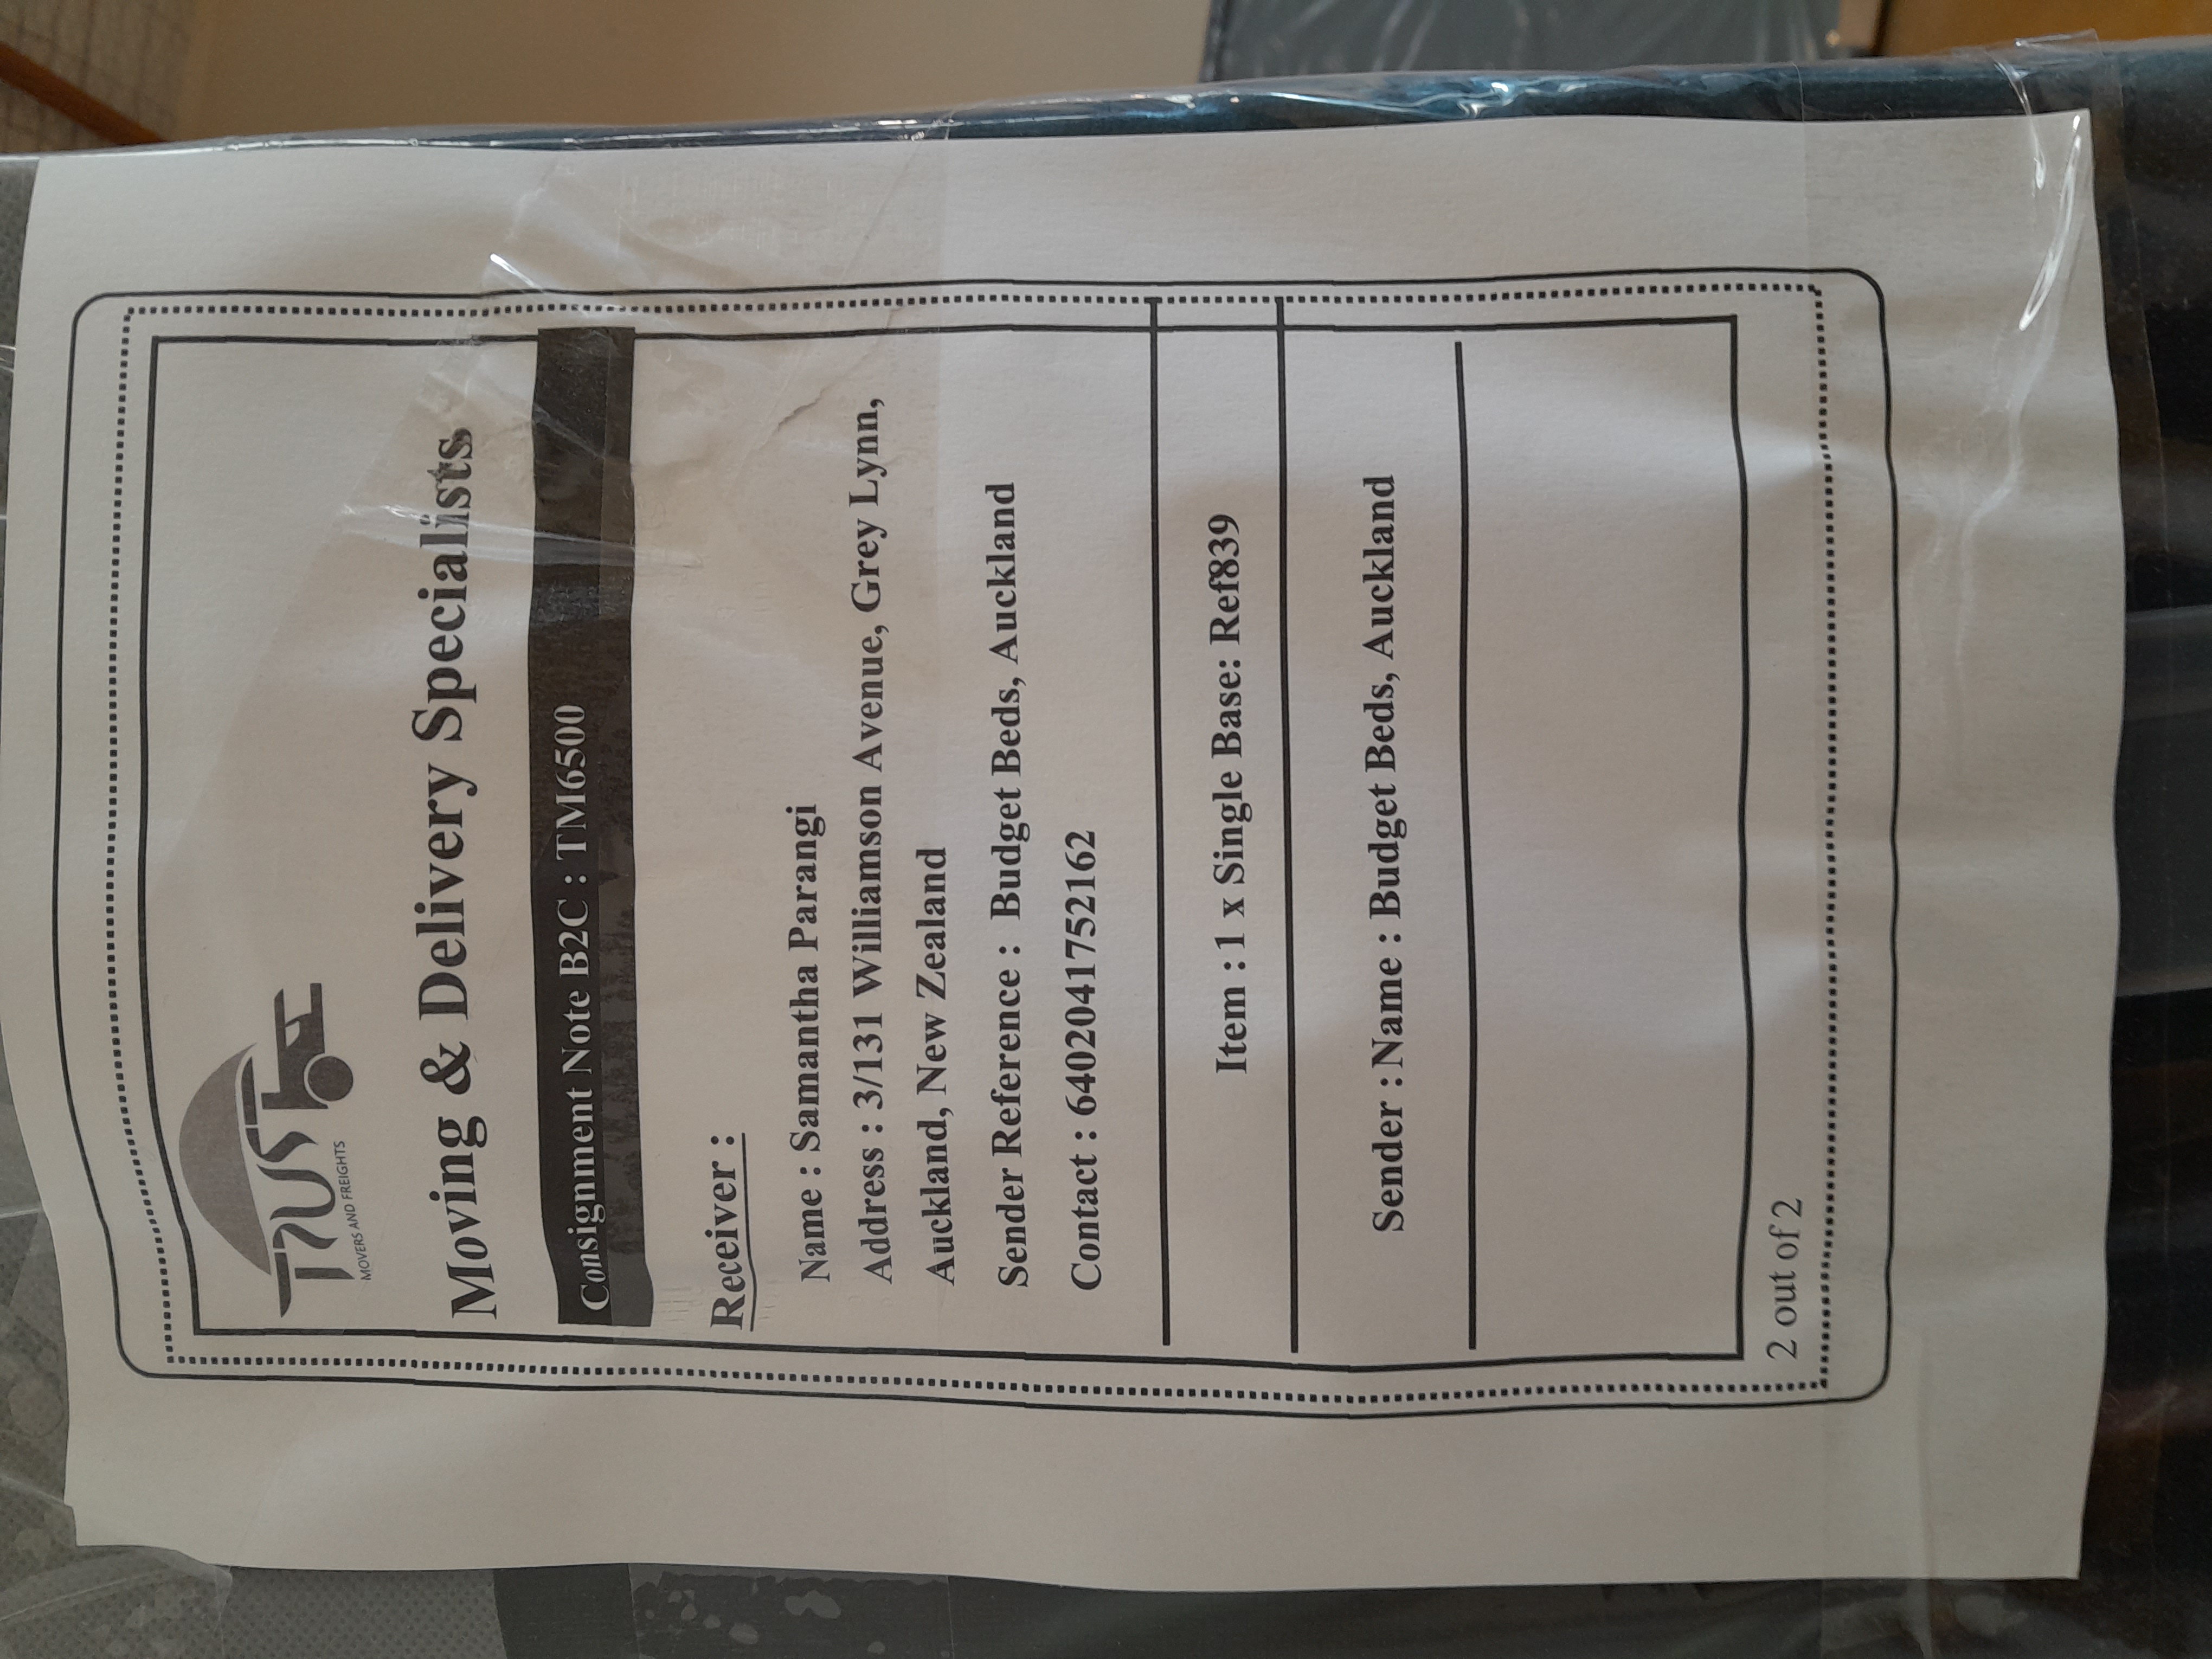 TRUST
MOVERS AND FREIGHTS
Moving & Delivery Specialists
Consignment Note B2C : TM6500
Receiver :
Name : Samantha Parangi
Address : 3/131 Williamson Avenue, Grey Lynn,
Auckland, New Zealand
Sender Reference : Budget Beds, Auckland
Contact : 6402041752162
Item : 1 x Single Base: Ref839
Sender : Name : Budget Beds, Auckland
2 out of 2